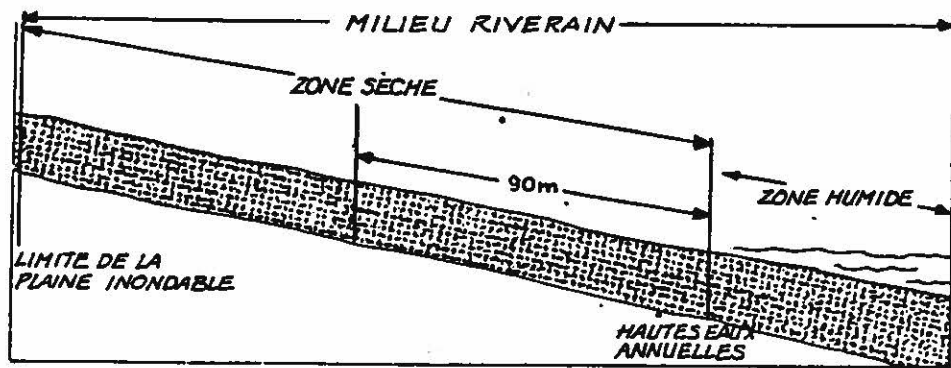 MILIEU RIVERAIN
ZONE SÈCHE
90m
ZONE HUMIDE
LIMITE DE LA
PLAINE INONDABLE
HAUTES EAUX
ANNUELLES